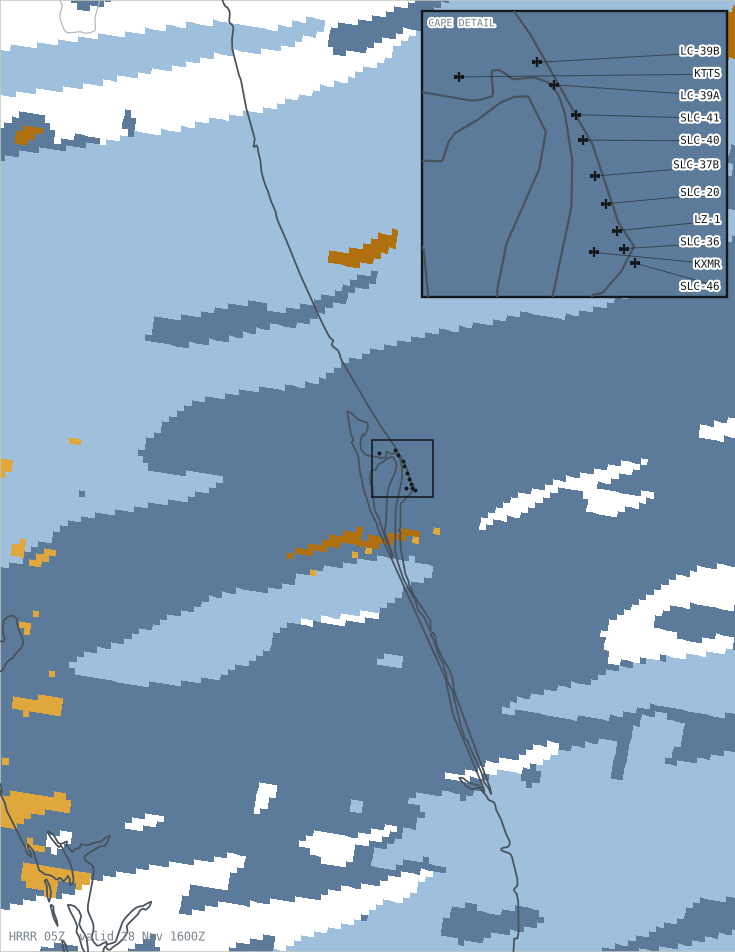 CAPE DETAIL
LC-39B
KTTS
LC-39A
SLC-41
SLC-40
SLC-37B
SLC-20
LZ-1
SLC-36
KXMR
SLC-46
HRRR 05Z valid 28 Nov 1600Z